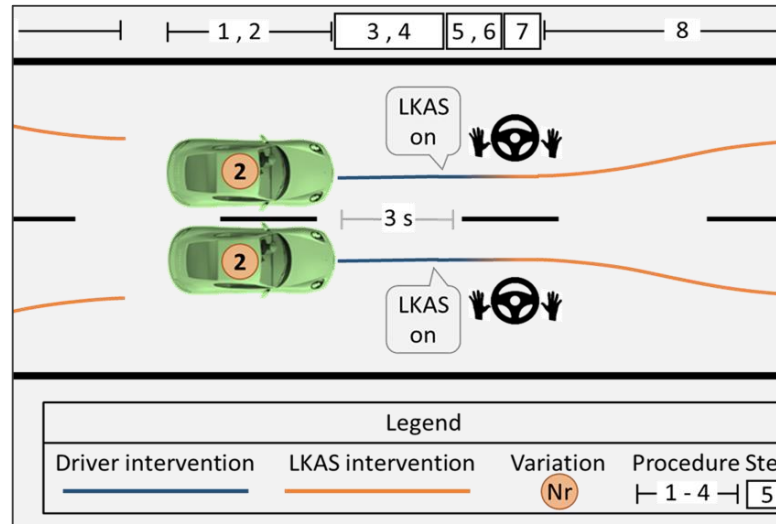 1 , 2 3 , 4 5 , 6 7 8
LKAS
on
2
3 s
2
LKAS
on
Legend
Driver intervention LKAS intervention Variation Procedure
Nr 1 - 4 5